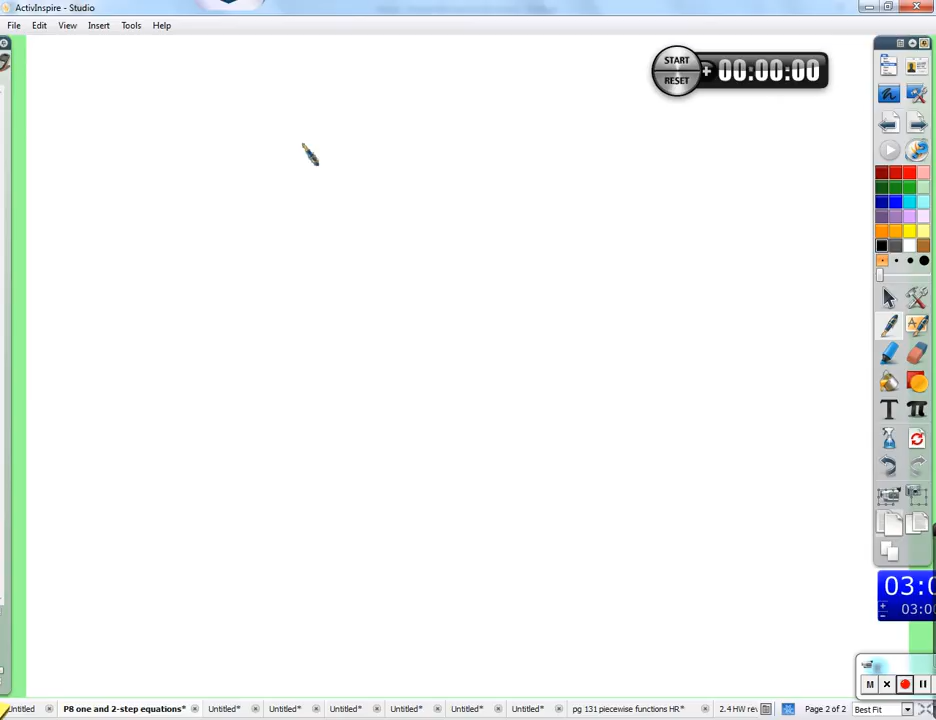 ActivInspire - Studio
File Edit View Insert Tools Help
START
RESET
00:00:00
T
03:0
03:00
M
Untitled P8 one and 2-step equations* Untitled* Untitled* Untitled* Untitled* Untitled* Untitled* pg 131 piecewise functions HR* 2.4 HW rev Page 2 of 2 Best Fit